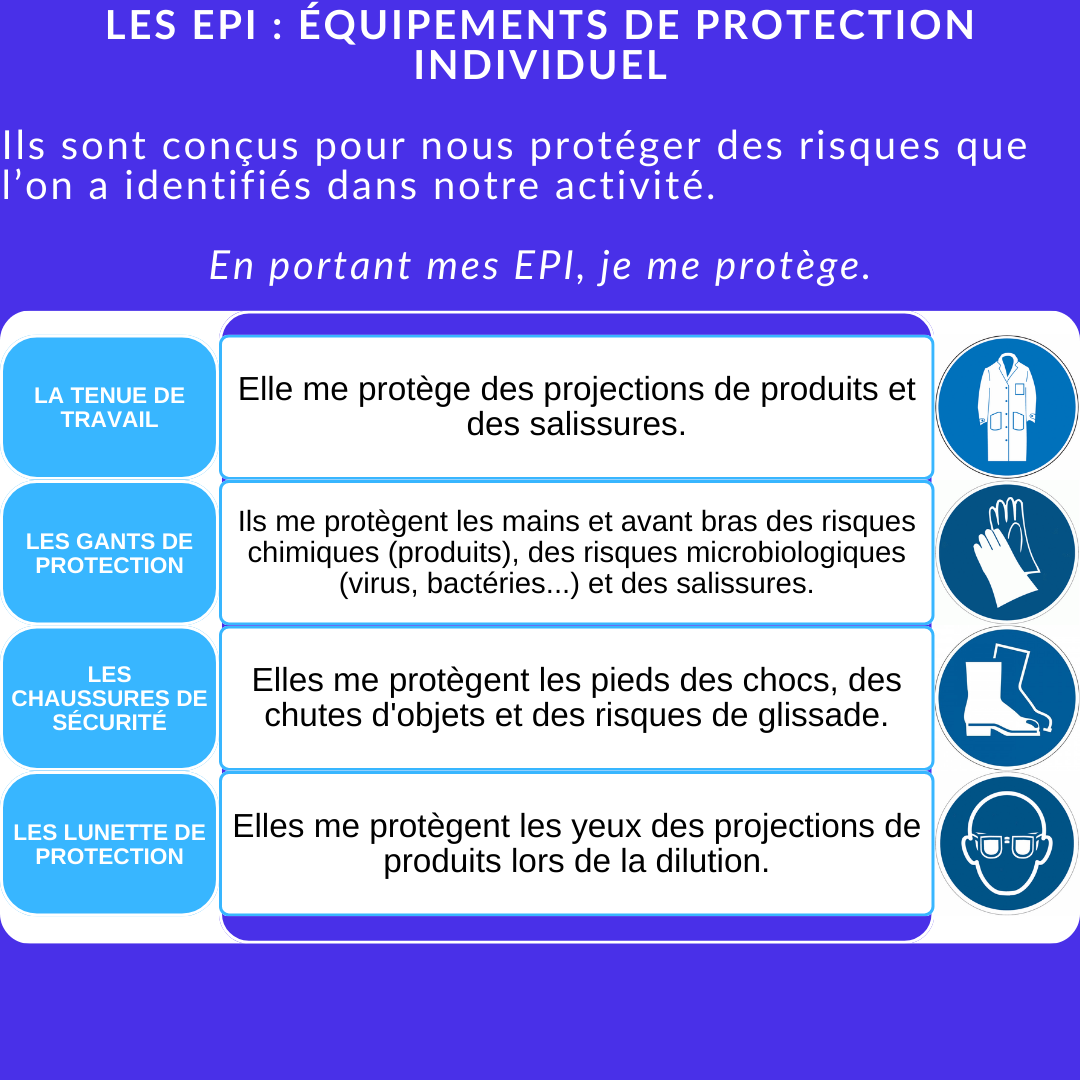 LES EPI : ÉQUIPEMENTS DE PROTECTION
INDIVIDUEL
Ils sont conçus pour nous protéger des risques que
l’on a identifiés dans notre activité.
En portant mes EPI, je me protège.
LA TENUE DE
TRAVAIL
Elle me protège des projections de produits et
des salissures.
LES GANTS DE
PROTECTION
Ils me protègent les mains et avant bras des risques
chimiques (produits), des risques microbiologiques
(virus, bactéries...) et des salissures.
LES
CHAUSSURES DE
SÉCURITÉ
Elles me protègent les pieds des chocs, des
chutes d'objets et des risques de glissade.
LES LUNETTE DE
PROTECTION
Elles me protègent les yeux des projections de
produits lors de la dilution.